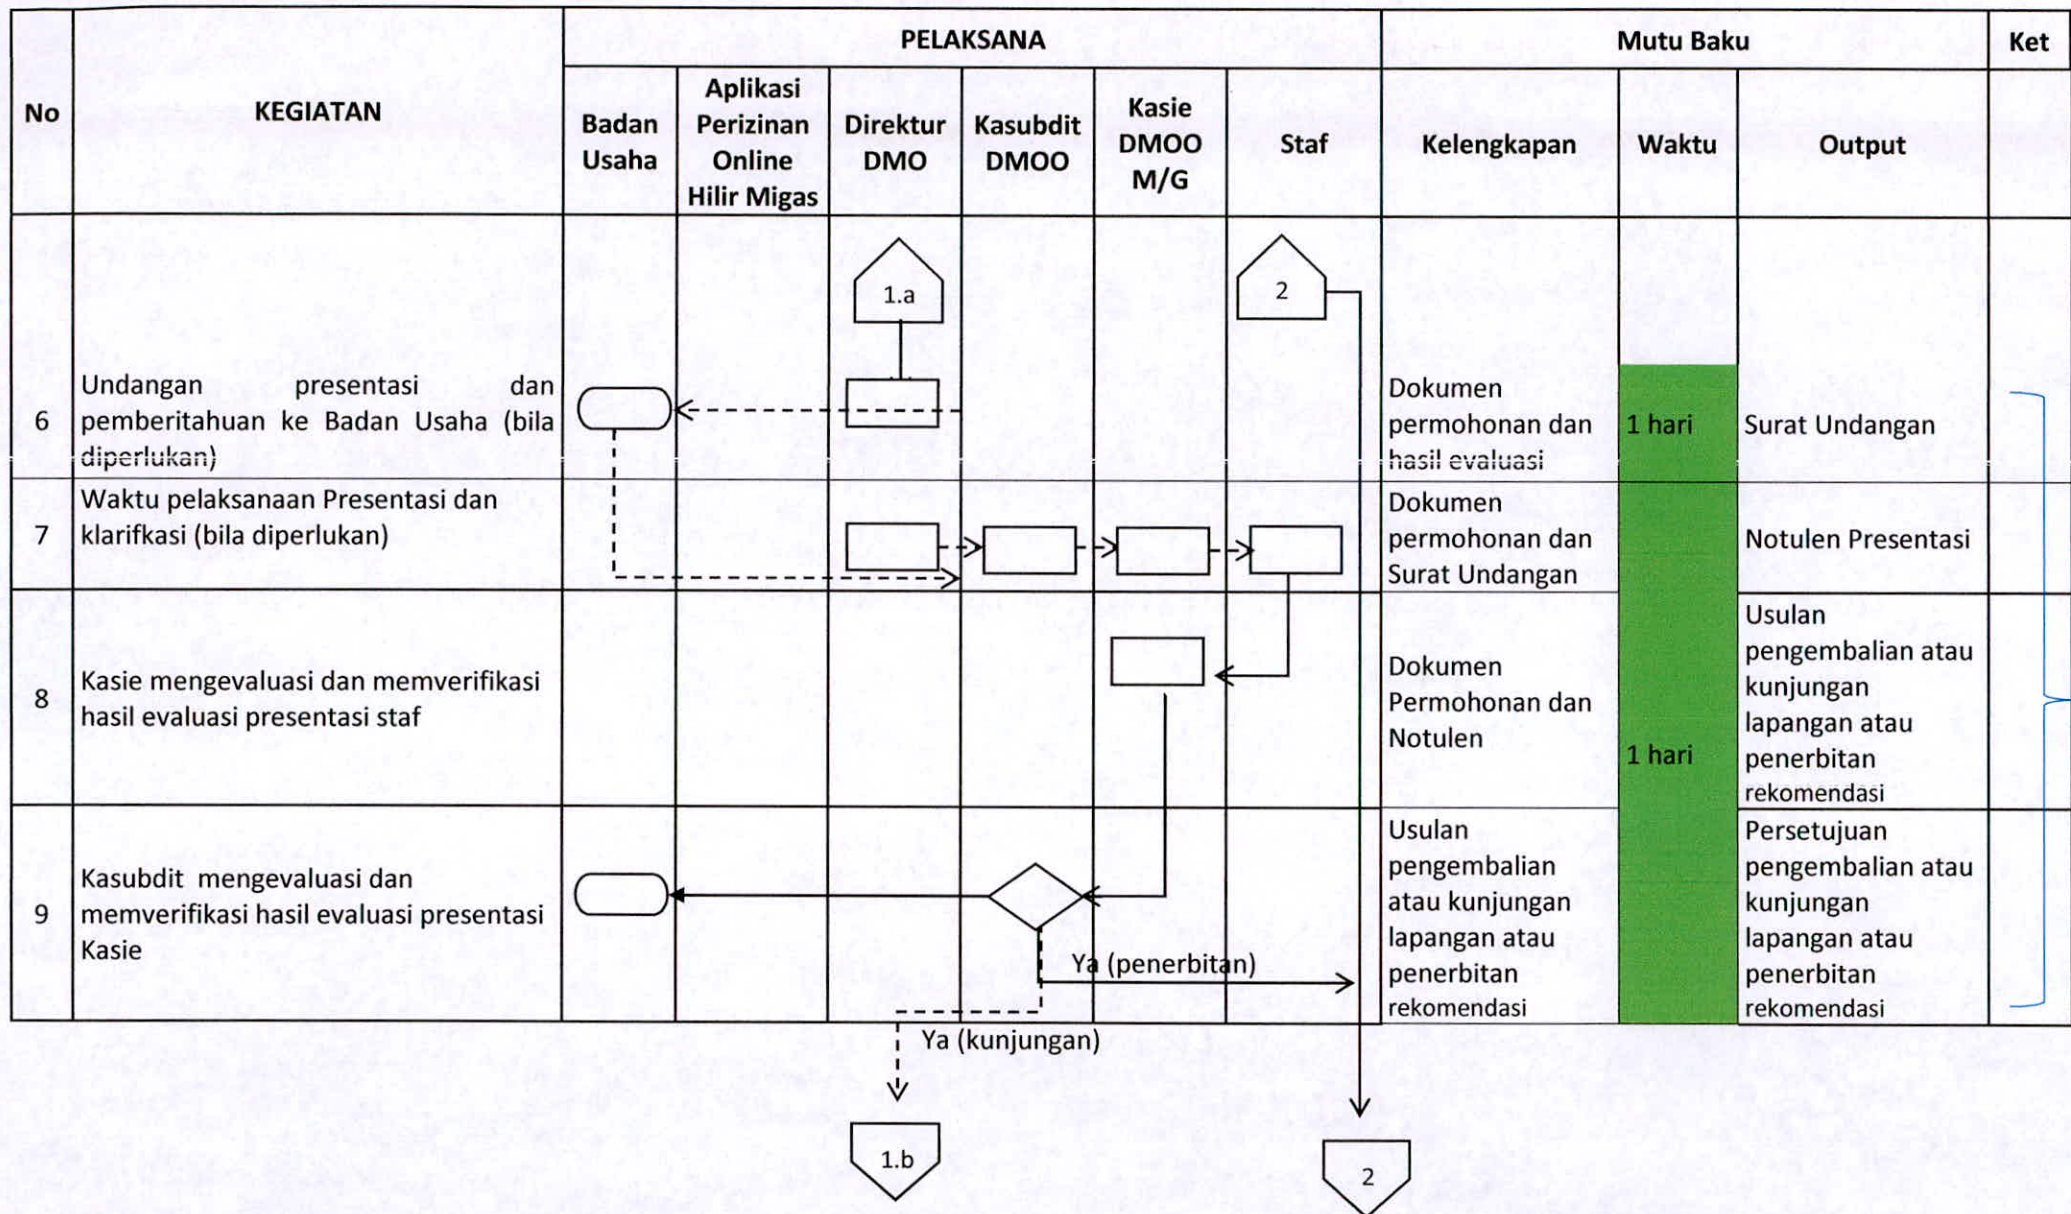 No
KEGIATAN
PELAKSANA
Mutu Baku
Ket
Badan
Usaha
Aplikasi
Perizinan
Online
Hilir Migas
Direktur
DMO
Kasubdit
DMOO
Kasie
DMOO
M/G
Staf
Kelengkapan
Waktu
Output
1.a
2
6
Undangan presentasi dan
pemberitahuan ke Badan Usaha (bila
diperlukan)
Dokumen
permohonan dan
hasil evaluasi
1 hari
Surat Undangan
7
Waktu pelaksanaan Presentasi dan
klarifkasi (bila diperlukan)
Dokumen
permohonan dan
Surat Undangan
Notulen Presentasi
8
Kasie mengevaluasi dan memverifikasi
hasil evaluasi presentasi staf
Dokumen
Permohonan dan
Notulen
1 hari
Usulan
pengembalian atau
kunjungan
lapangan atau
penerbitan
rekomendasi
9
Kasubdit mengevaluasi dan
memverifikasi hasil evaluasi presentasi
Kasie
Ya (penerbitan)
Usulan
pengembalian
atau kunjungan
lapangan atau
penerbitan
rekomendasi
Persetujuan
pengembalian atau
kunjungan
lapangan atau
penerbitan
rekomendasi
Ya (kunjungan)
1.b
2